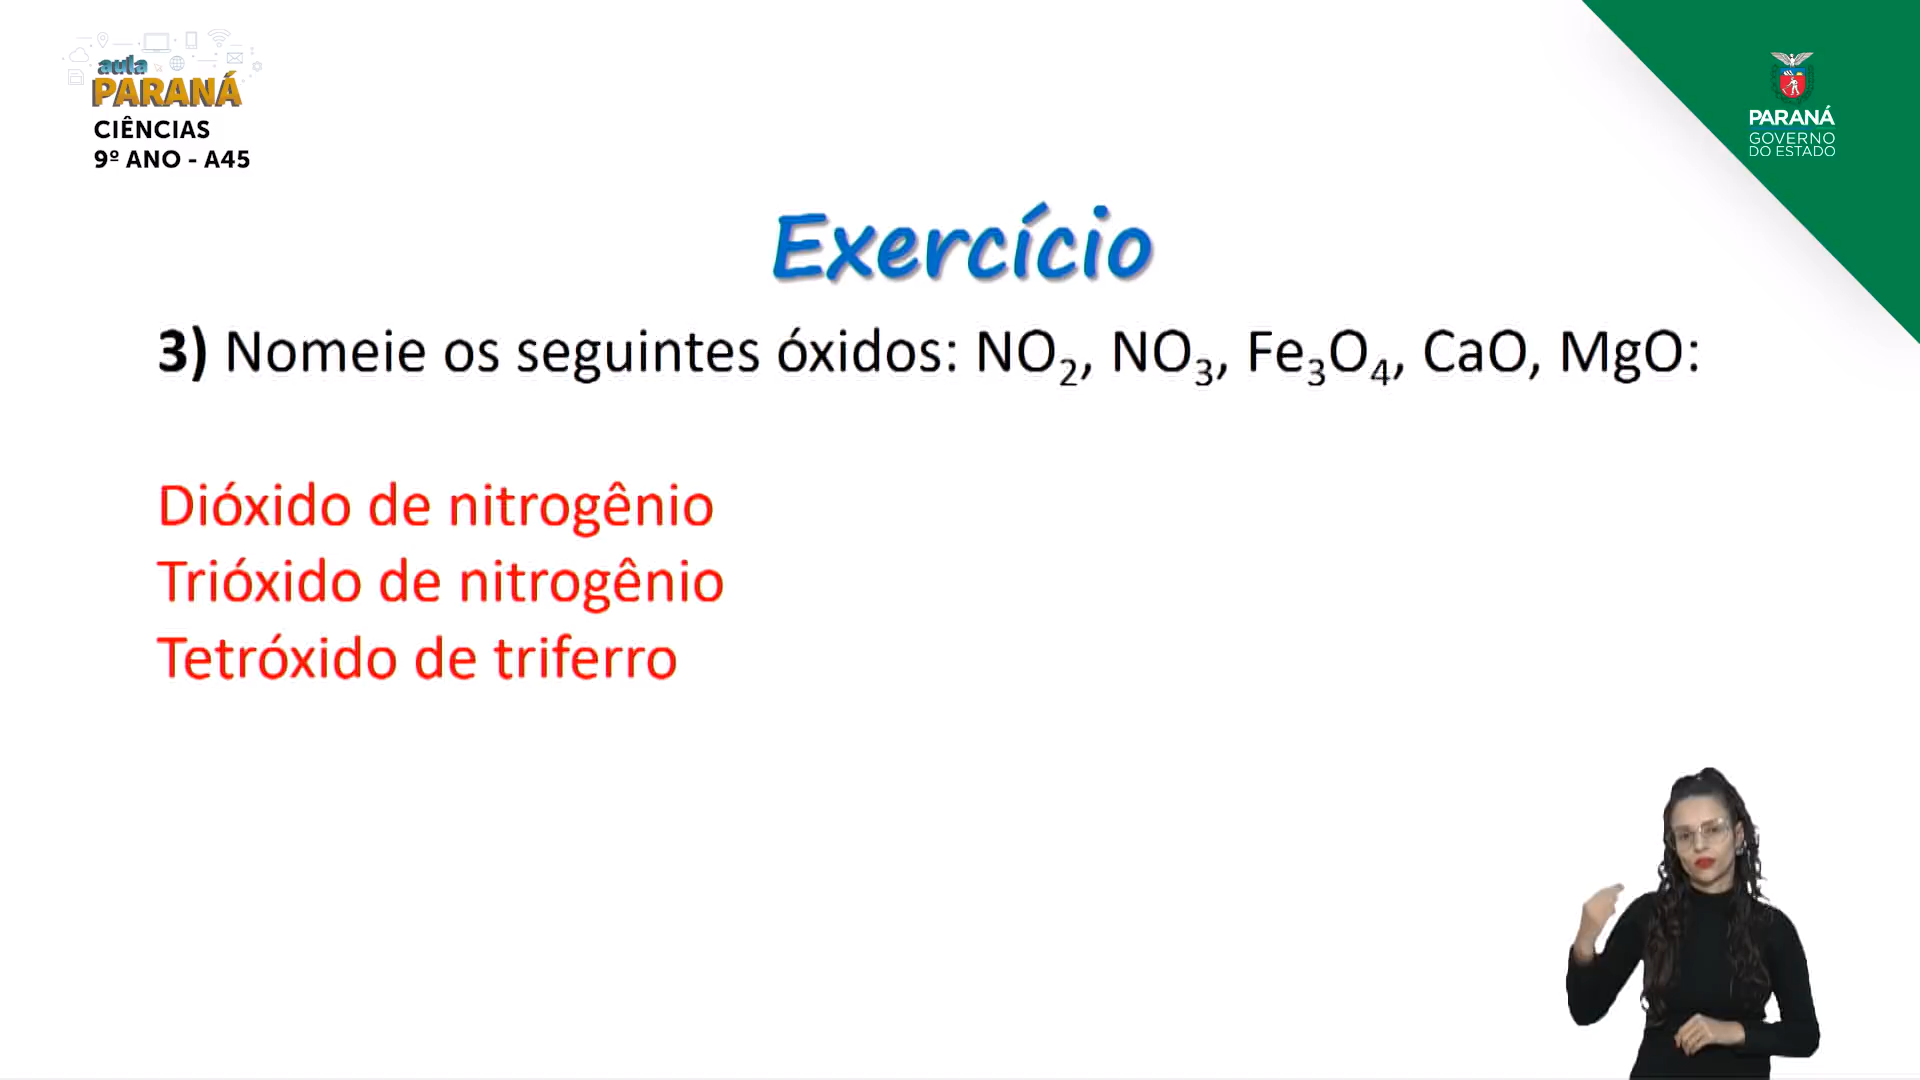 aula
PARANÁ
CIÊNCIAS
9º ANO - A45
PARANÁ
GOVERNO
DO ESTADO
Exercício
3) Nomeie os seguintes óxidos: NO₂, NO₃, Fe₃O₄, CaO, MgO:
Dióxido de nitrogênio
Trióxido de nitrogênio
Tetróxido de triferro